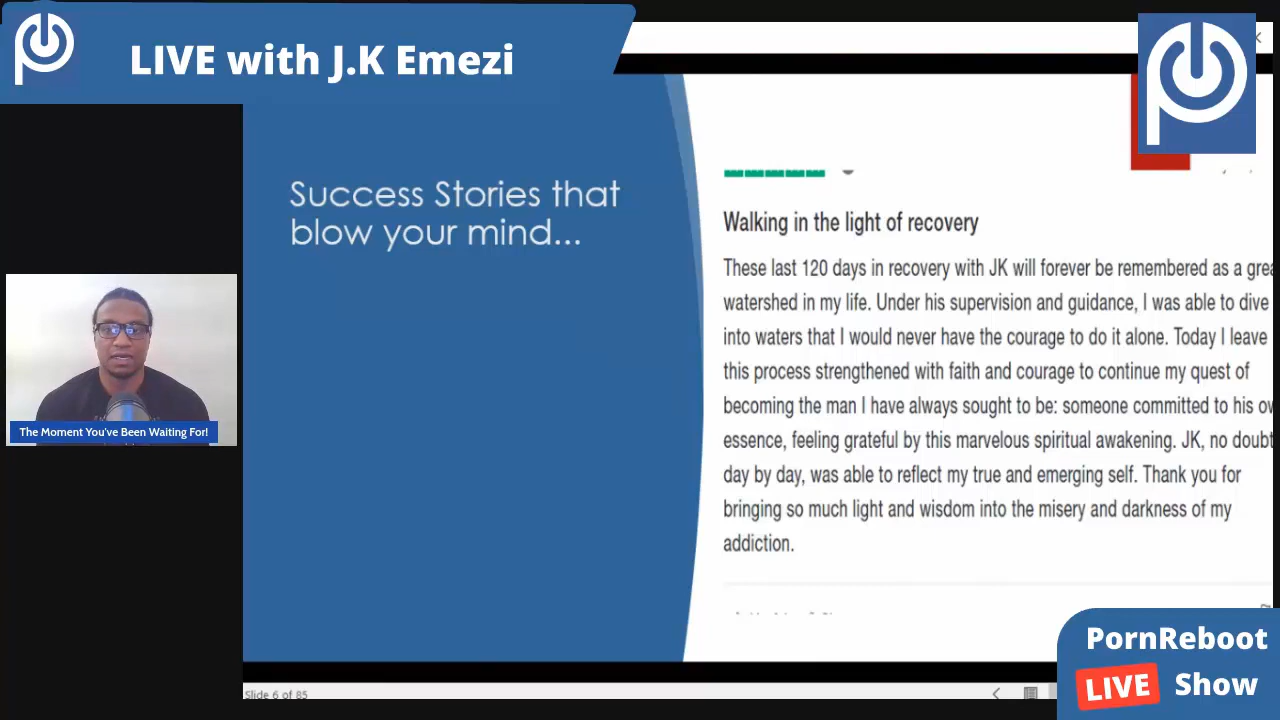 LIVE with J.K Emezi
Success Stories that
blow your mind...
Walking in the light of recovery
These last 120 days in recovery with JK will forever be remembered as a grea
watershed in my life. Under his supervision and guidance, I was able to dive
into waters that I would never have the courage to do it alone. Today I leave
this process strengthened with faith and courage to continue my quest of
becoming the man I have always sought to be: someone committed to his ow
essence, feeling grateful by this marvelous spiritual awakening. JK, no doubt
day by day, was able to reflect my true and emerging self. Thank you for
bringing so much light and wisdom into the misery and darkness of my
addiction.
The Moment You've Been Waiting For!
PornReboot
LIVE Show
Slide 6 of 85